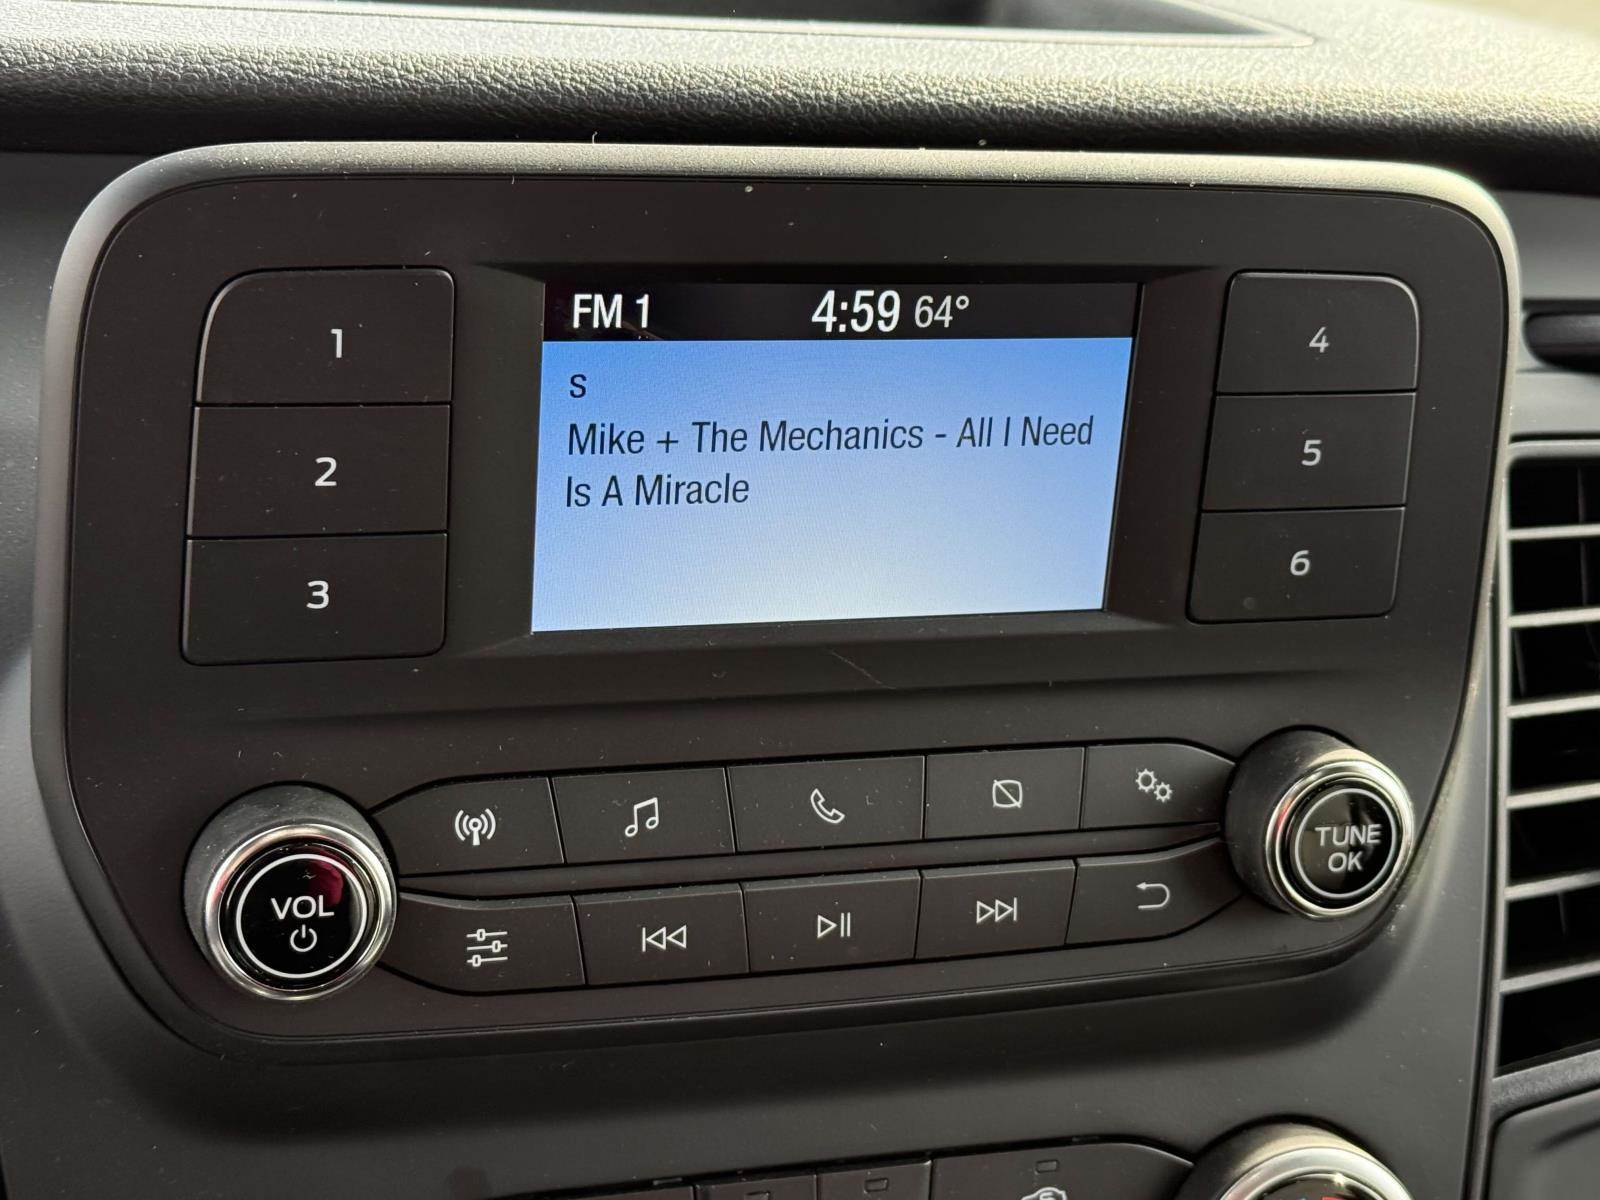 FM 1 4:59 64°
s
Mike + The Mechanics - All I Need
Is A Miracle
1
2
3
4
5
6
VOL
TUNE
OK